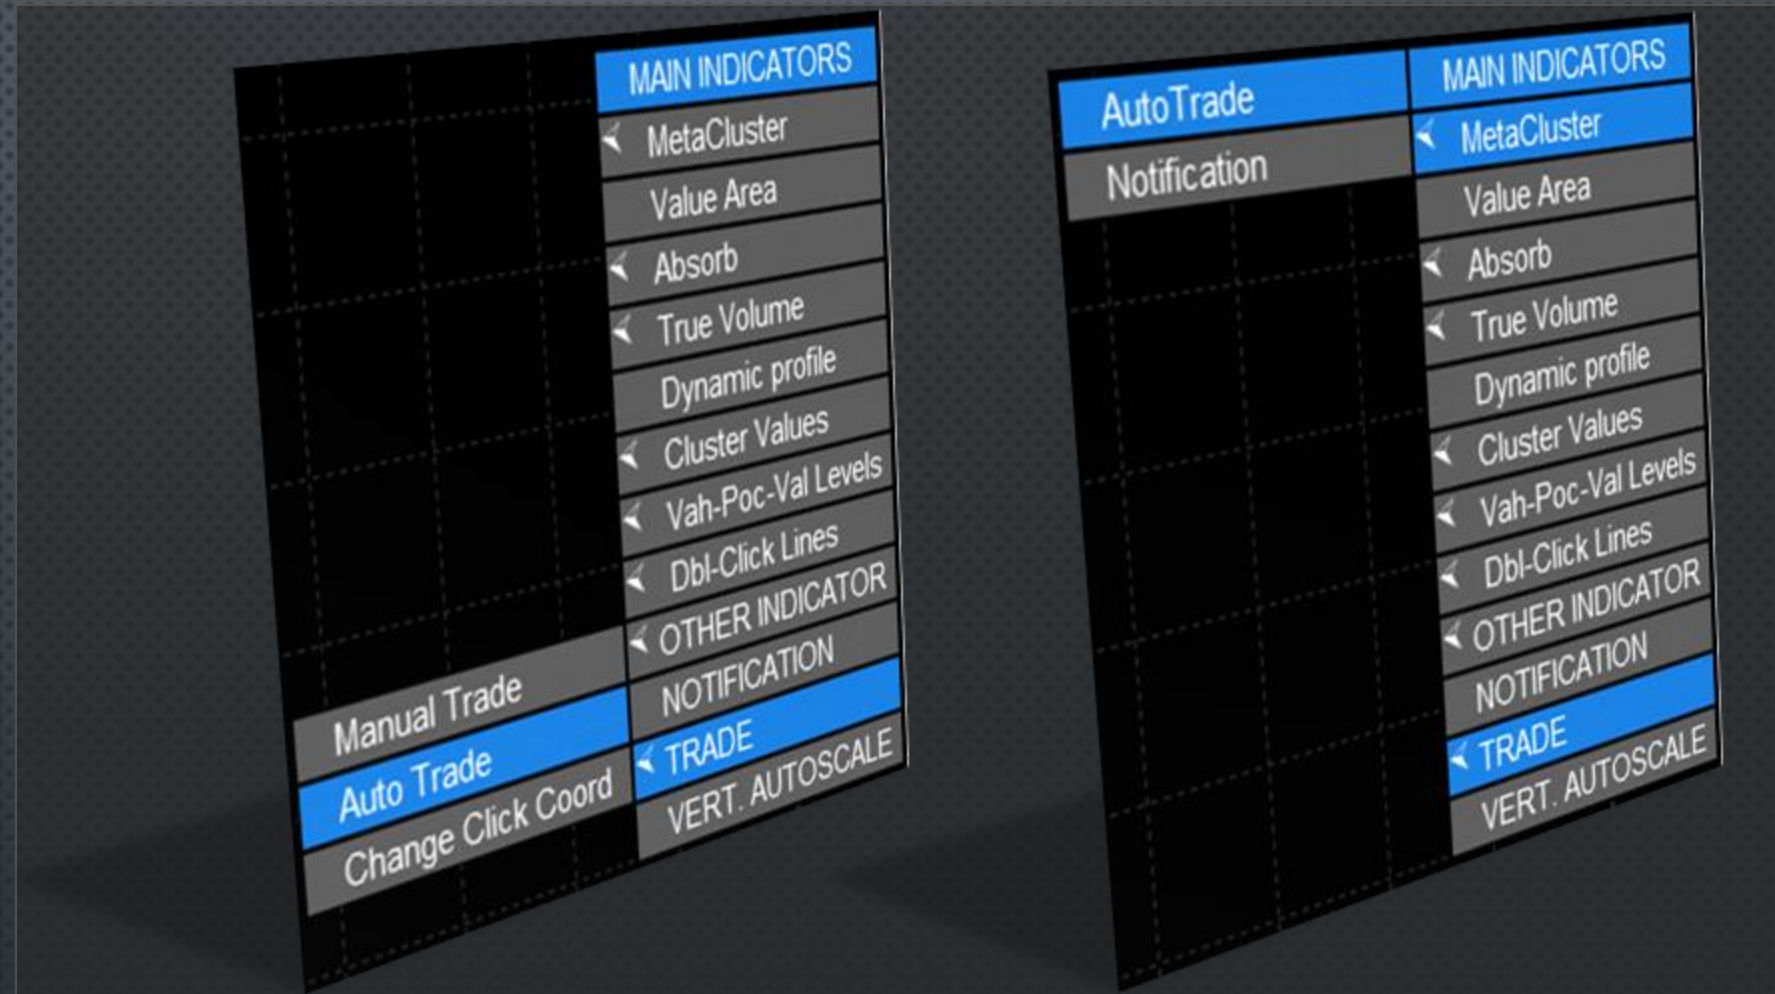 MAIN INDICATORS
MetaCluster
Value Area
Absorb
True Volume
Dynamic profile
Cluster Values
Vah-Poc-Val Levels
Dbl-Click Lines
OTHER INDICATOR
NOTIFICATION
TRADE
VERT. AUTOSCALE
Manual Trade
Auto Trade
Change Click Coord
AutoTrade
Notification
MAIN INDICATORS
MetaCluster
Value Area
Absorb
True Volume
Dynamic profile
Cluster Values
Vah-Poc-Val Levels
Dbl-Click Lines
OTHER INDICATOR
NOTIFICATION
TRADE
VERT. AUTOSCALE